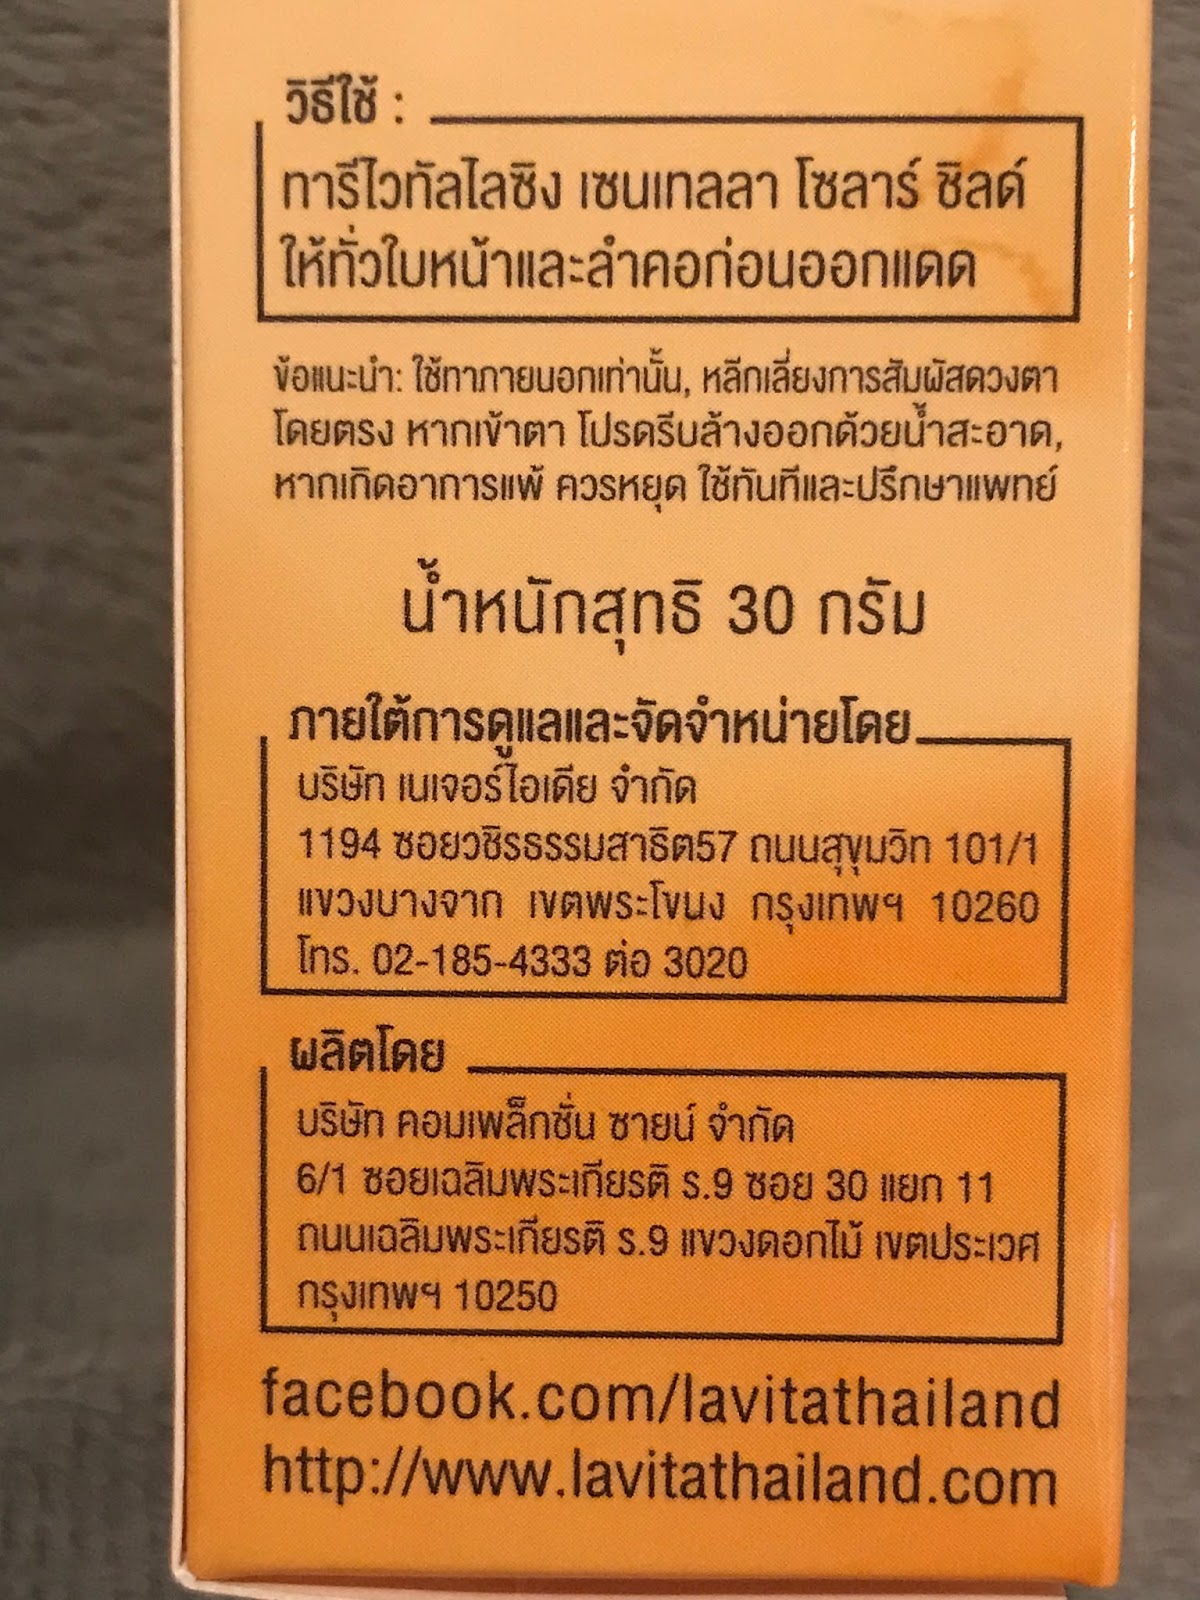 วิธีใช้ :
ทารีไวทัลไลซิง เซนเทลลา โซลาร์ ชิลด์
ให้ทั่วใบหน้าและลำคอก่อนออกแดด
ข้อแนะนำ: ใช้ทาภายนอกเท่านั้น, หลีกเลี่ยงการสัมผัสดวงตา
โดยตรง หากเข้าตา โปรดรีบล้างออกด้วยน้ำสะอาด,
หากเกิดอาการแพ้ ควรหยุด ใช้ทันทีและปรึกษาแพทย์
น้ำหนักสุทธิ 30 กรัม
ภายใต้การดูแลและจัดจำหน่ายโดย
บริษัท เนเจอร์ไอเดีย จำกัด
1194 ซอยวชิรธรรมสาธิต57 ถนนสุขุมวิท 101/1
แขวงบางจาก เขตพระโขนง กรุงเทพฯ 10260
โทร. 02-185-4333 ต่อ 3020
ผลิตโดย
บริษัท คอมเพล็กชั่น ซายน์ จำกัด
6/1 ซอยเฉลิมพระเกียรติ ร.9 ซอย 30 แยก 11
ถนนเฉลิมพระเกียรติ ร.9 แขวงดอกไม้ เขตประเวศ
กรุงเทพฯ 10250
facebook.com/lavitathailand
http://www.lavitathailand.com